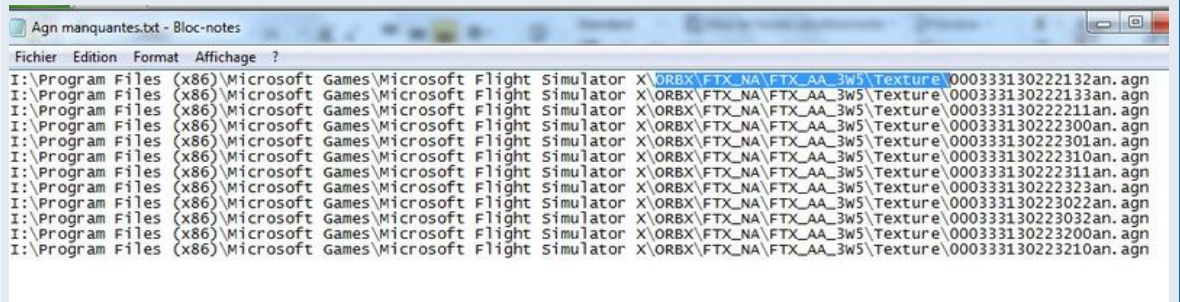 Agn manquantes.txt - Bloc-notes
Fichier Edition Format Affichage ?
I:\Program Files (x86)\Microsoft Games\Microsoft Flight Simulator X\ORBX\FTX_NA\FTX_AA_3W5\Texture\000333130222132an.agn
I:\Program Files (x86)\Microsoft Games\Microsoft Flight Simulator X\ORBX\FTX_NA\FTX_AA_3W5\Texture\000333130222133an.agn
I:\Program Files (x86)\Microsoft Games\Microsoft Flight Simulator X\ORBX\FTX_NA\FTX_AA_3W5\Texture\000333130222211an.agn
I:\Program Files (x86)\Microsoft Games\Microsoft Flight Simulator X\ORBX\FTX_NA\FTX_AA_3W5\Texture\000333130222300an.agn
I:\Program Files (x86)\Microsoft Games\Microsoft Flight Simulator X\ORBX\FTX_NA\FTX_AA_3W5\Texture\000333130222301an.agn
I:\Program Files (x86)\Microsoft Games\Microsoft Flight Simulator X\ORBX\FTX_NA\FTX_AA_3W5\Texture\000333130222310an.agn
I:\Program Files (x86)\Microsoft Games\Microsoft Flight Simulator X\ORBX\FTX_NA\FTX_AA_3W5\Texture\000333130222311an.agn
I:\Program Files (x86)\Microsoft Games\Microsoft Flight Simulator X\ORBX\FTX_NA\FTX_AA_3W5\Texture\000333130222323an.agn
I:\Program Files (x86)\Microsoft Games\Microsoft Flight Simulator X\ORBX\FTX_NA\FTX_AA_3W5\Texture\000333130223022an.agn
I:\Program Files (x86)\Microsoft Games\Microsoft Flight Simulator X\ORBX\FTX_NA\FTX_AA_3W5\Texture\000333130223032an.agn
I:\Program Files (x86)\Microsoft Games\Microsoft Flight Simulator X\ORBX\FTX_NA\FTX_AA_3W5\Texture\000333130223200an.agn
I:\Program Files (x86)\Microsoft Games\Microsoft Flight Simulator X\ORBX\FTX_NA\FTX_AA_3W5\Texture\000333130223210an.agn